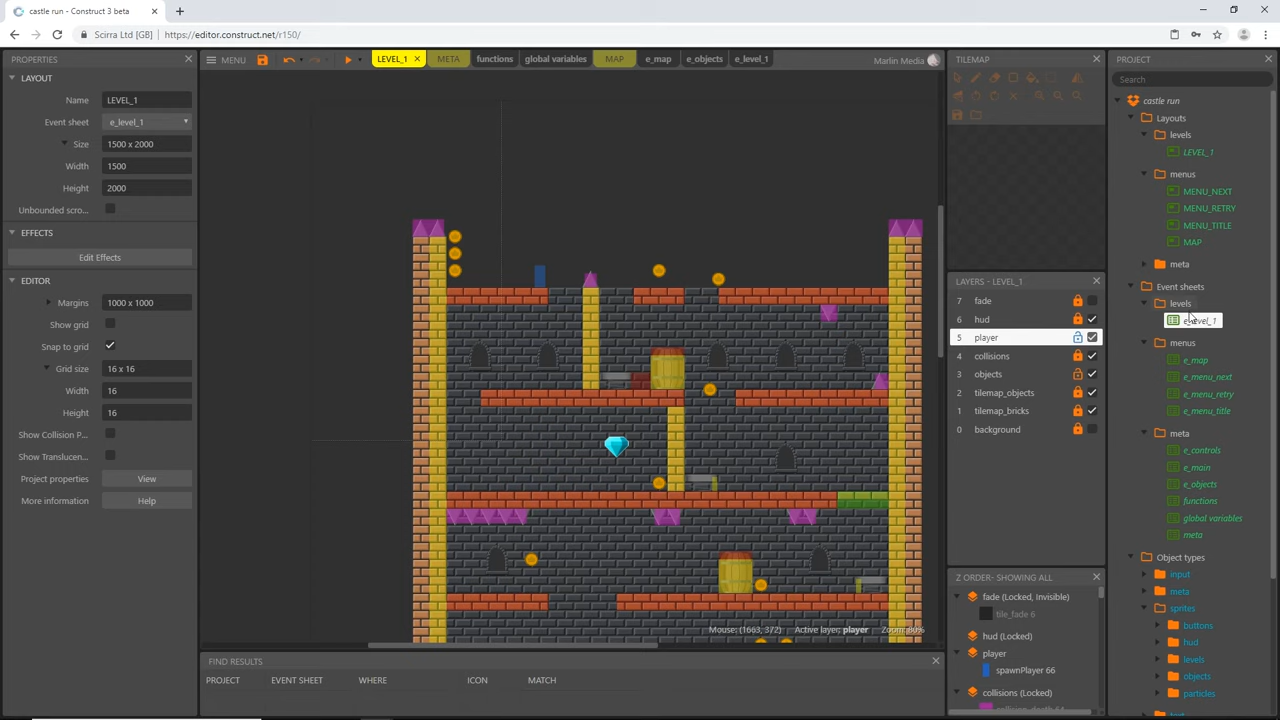 castle run
Scirra Ltd [GB]
https://editor.construct.net/r150/
PROPERTIES
LAYOUT
Name LEVEL_1
Event sheet e_level_1
Size 1500 x 2000
Width 1500
Height 2000
Unbounded scro...
EFFECTS
Edit Effects
EDITOR
Margins 1000 x 1000
Show grid
Snap to grid
Grid size 16 x 16
Width 16
Height 16
Show Collision P...
Show Translucen...
Project properties View
More information Help
MENU
LEVEL_1
META
functions
global variables
MAP
e_map
e_objects
e_level_1
Marlin Media
Mouse: (1663, 372) Active layer: player Zoom: 80%
FIND RESULTS
PROJECT EVENT SHEET WHERE ICON MATCH
TILEMAP
LAYERS - LEVEL_1
7 fade
6 hud
5 player
4 collisions
3 objects
2 tilemap_objects
1 tilemap_bricks
0 background
Z ORDER- SHOWING ALL
fade (Locked, Invisible)
tile_fade 6
hud (Locked)
player
spawnPlayer 66
collisions (Locked)
PROJECT
Search
castle run
Layouts
levels
LEVEL_1
menus
MENU_NEXT
MENU_RETRY
MENU_TITLE
MAP
meta
Event sheets
levels
e_level_1
menus
e_map
e_menu_next
e_menu_retry
e_menu_title
meta
e_controls
e_main
e_objects
functions
global variables
meta
Object types
input
meta
sprites
buttons
hud
levels
objects
particles